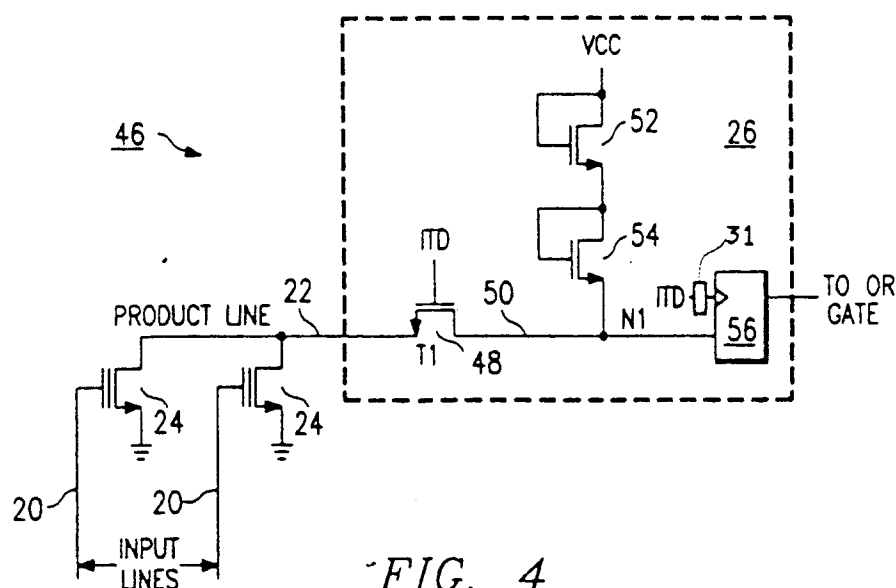 VCC
46
52
26
ITD
54
31
PRODUCT LINE
22
50
N1
ITD
56
TO OR
GATE
T1
48
24
24
20
20
INPUT
LINES
FIG. 4